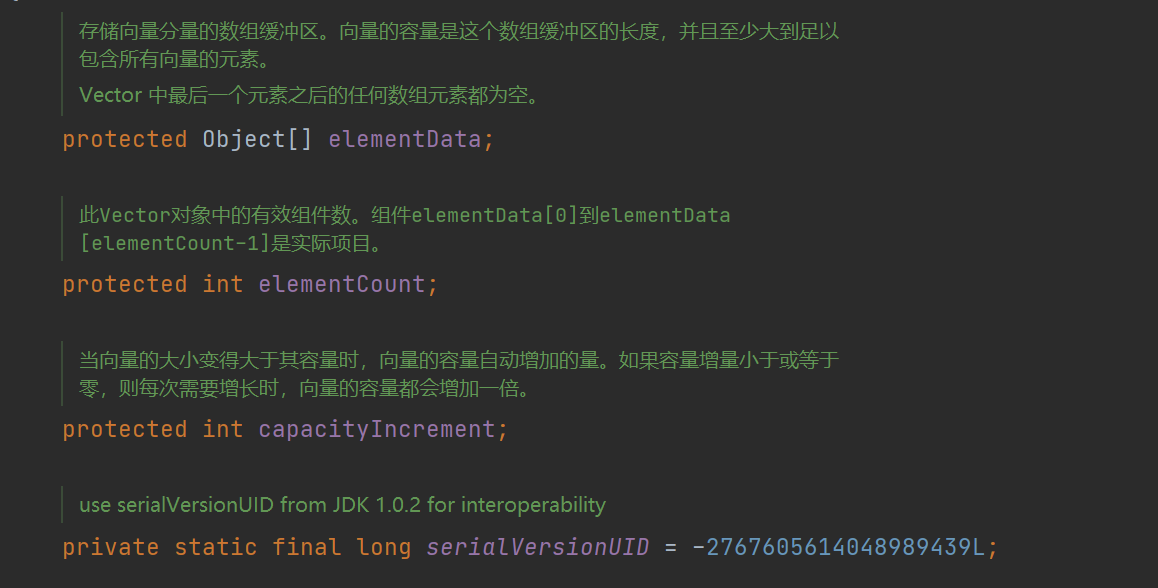 存储向量分量的数组缓冲区。向量的容量是这个数组缓冲区的长度，并且至少大到足以
包含所有向量的元素。
Vector 中最后一个元素之后的任何数组元素都为空。
protected Object[] elementData;
此Vector对象中的有效组件数。组件elementData[0]到elementData
[elementCount-1]是实际项目。
protected int elementCount;
当向量的大小变得大于其容量时，向量的容量自动增加的量。如果容量增量小于或等于
零，则每次需要增长时，向量的容量都会增加一倍。
protected int capacityIncrement;
use serialVersionUID from JDK 1.0.2 for interoperability
private static final long serialVersionUID = -2767605614048989439L;